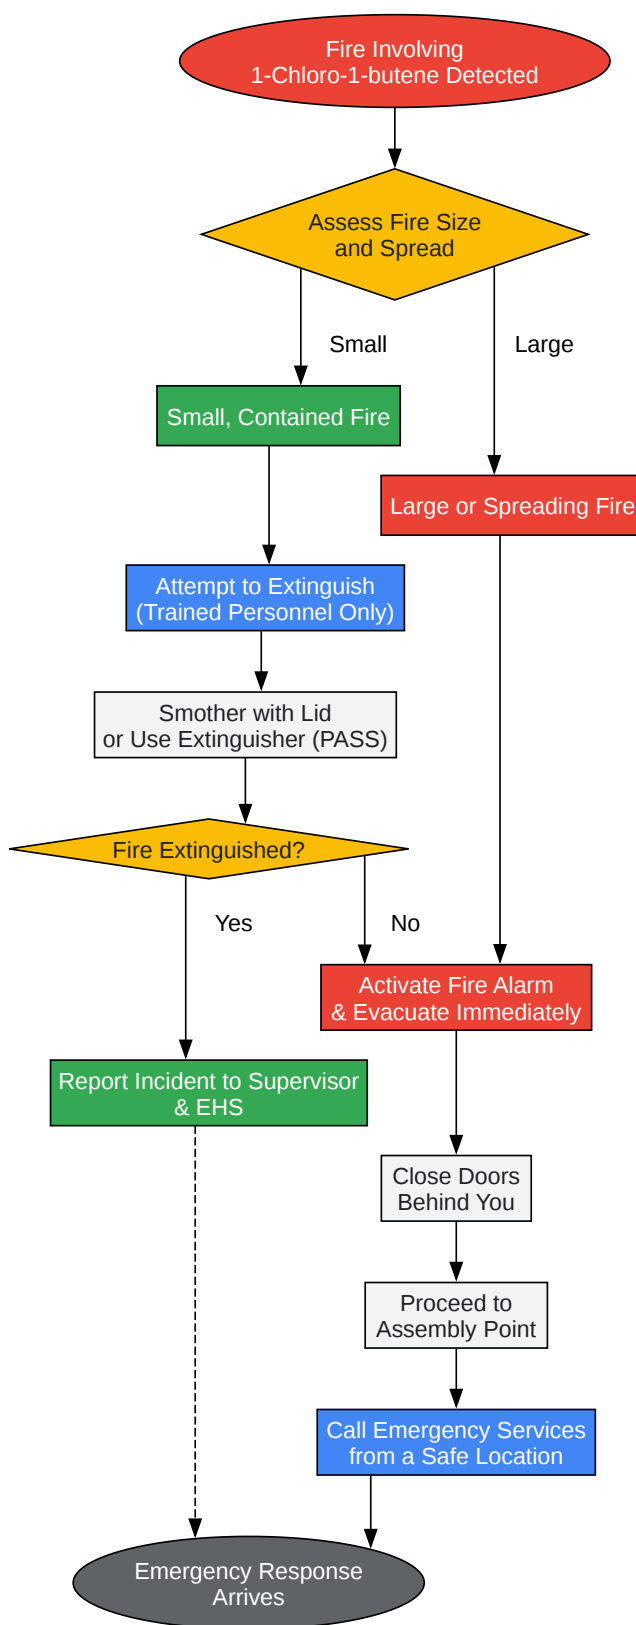 Fire Involving
1-Chloro-1-butene Detected
Assess Fire Size
and Spread
Small
Large
Small, Contained Fire
Large or Spreading Fire
Attempt to Extinguish
(Trained Personnel Only)
Smother with Lid
or Use Extinguisher (PASS)
Fire Extinguished?
Yes
No
Activate Fire Alarm
& Evacuate Immediately
Report Incident to Supervisor
& EHS
Close Doors
Behind You
Proceed to
Assembly Point
Call Emergency Services
from a Safe Location
Emergency Response
Arrives